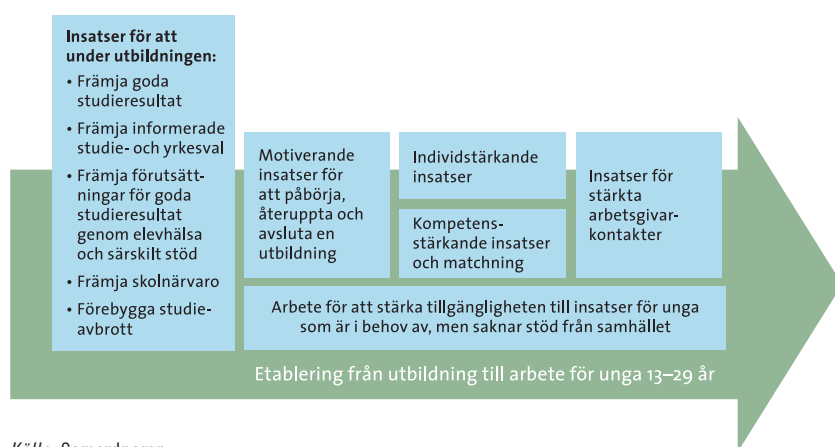 Insatser för att
under utbildningen:
• Främja goda
studieresultat
• Främja informerade
studie- och yrkesval
• Främja förutsätt-
ningar för goda
studieresultat
genom elevhälsa
och särskilt stöd
• Främja skolnärvaro
• Förebygga studie-
avbrott
Motiverande
insatser för
att påbörja,
återuppta och
avsluta en
utbildning
Individstärkande
insatser
Kompetens-
stärkande insatser
och matchning
Insatser för
stärkta
arbetsgivar-
kontakter
Arbete för att stärka tillgängligheten till insatser för unga
som är i behov av, men saknar stöd från samhället
Etablering från utbildning till arbete för unga 13–29 år